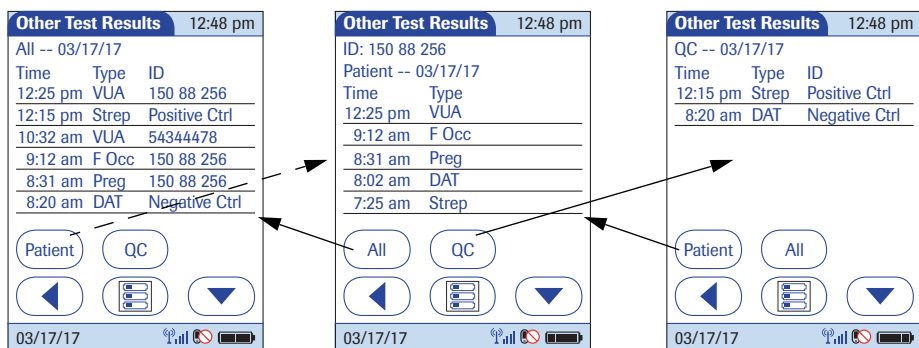 Other Test Results 12:48 pm
All -- 03/17/17
Time Type ID
12:25 pm VUA 150 88 256
12:15 pm Strep Positive Ctrl
10:32 am VUA 54344478
9:12 am F Occ 150 88 256
8:31 am Preg 150 88 256
8:20 am DAT Negative Ctrl
Patient QC
03/17/17
Other Test Results 12:48 pm
ID: 150 88 256
Patient -- 03/17/17
Time Type
12:25 pm VUA
9:12 am F Occ
8:31 am Preg
8:02 am DAT
7:25 am Strep
All QC
03/17/17
Other Test Results 12:48 pm
QC -- 03/17/17
Time Type ID
12:15 pm Strep Positive Ctrl
8:20 am DAT Negative Ctrl
Patient All
03/17/17